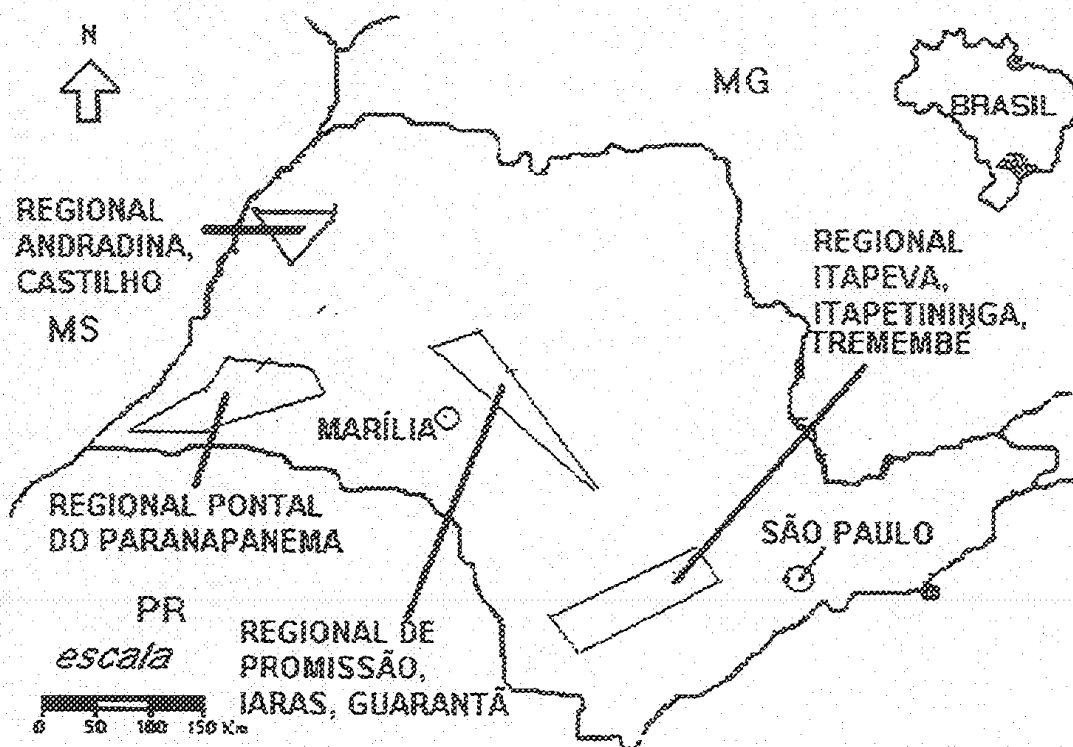 N
MG
BRASIL
REGIONAL
ANDRADINA,
CASTILHO
MS
REGIONAL
ITAPEVA,
ITAPETININGA,
TREMEMBÉ
MARÍLIA
REGIONAL PONTAL
DO PARANAPANEMA
SÃO PAULO
PR
escala
0 50 100 150 Km
REGIONAL DE
PROMISSÃO,
IARAS, GUARANTÃ